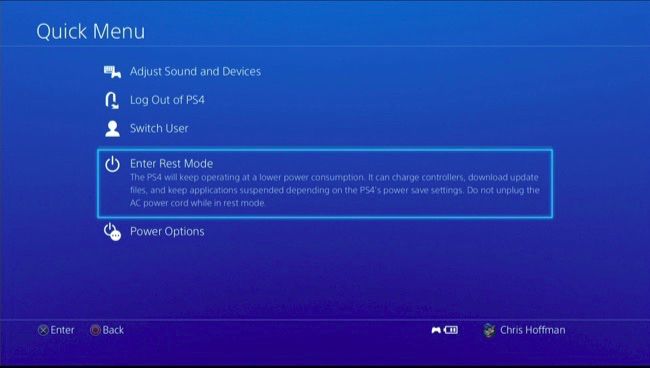 Quick Menu
Adjust Sound and Devices
Log Out of PS4
Switch User
Enter Rest Mode
The PS4 will keep operating at a lower power consumption. It can charge controllers, download update
files, and keep applications suspended depending on the PS4's power save settings. Do not unplug the
AC power cord while in rest mode.
Power Options
Enter Back Chris Hoffman